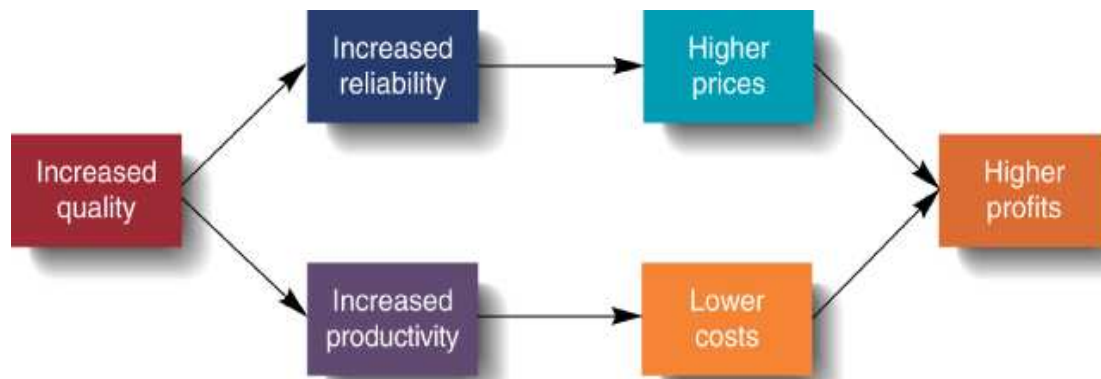 Increased
quality
Increased
reliability
Higher
prices
Increased
productivity
Lower
costs
Higher
profits